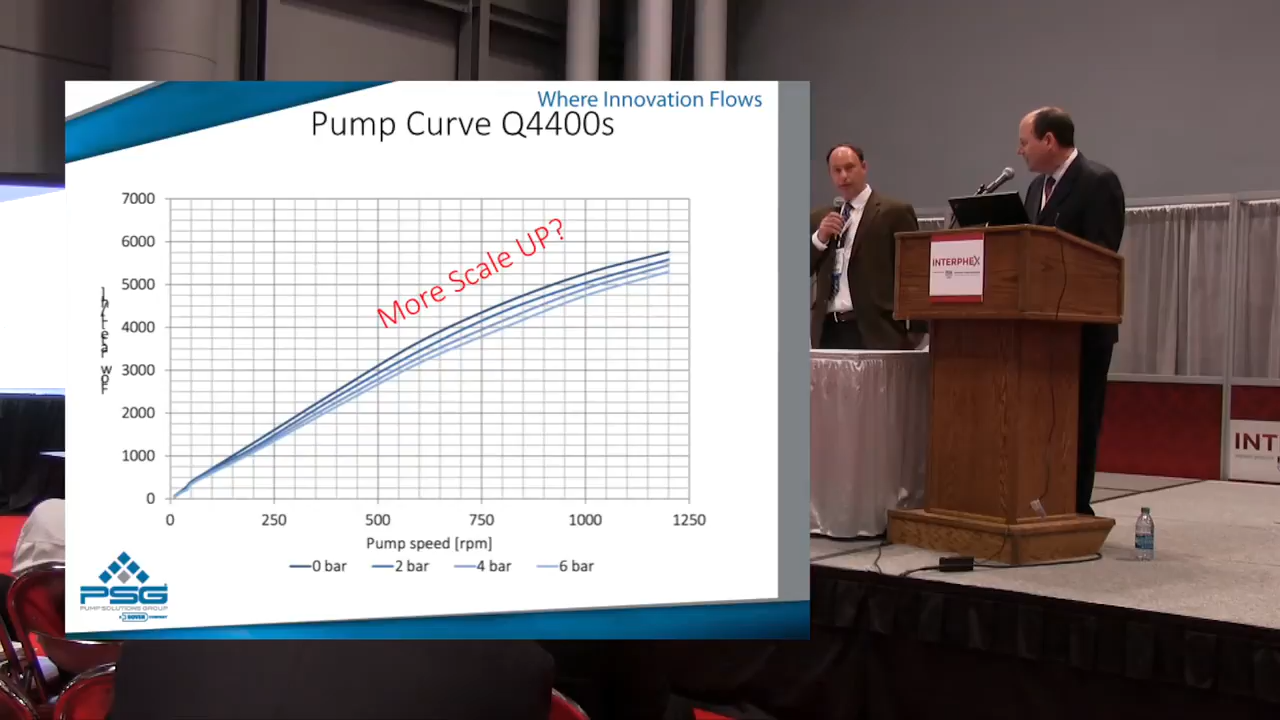 Where Innovation Flows
Pump Curve Q4400s
7000
6000
5000
4000
3000
2000
1000
0
More Scale UP?
0
250
500
750
1000
1250
Pump speed [rpm]
0 bar
2 bar
4 bar
6 bar
PSG
PUMP SOLUTIONS GROUP
A DOVER COMPANY
INTERPHEX
INT